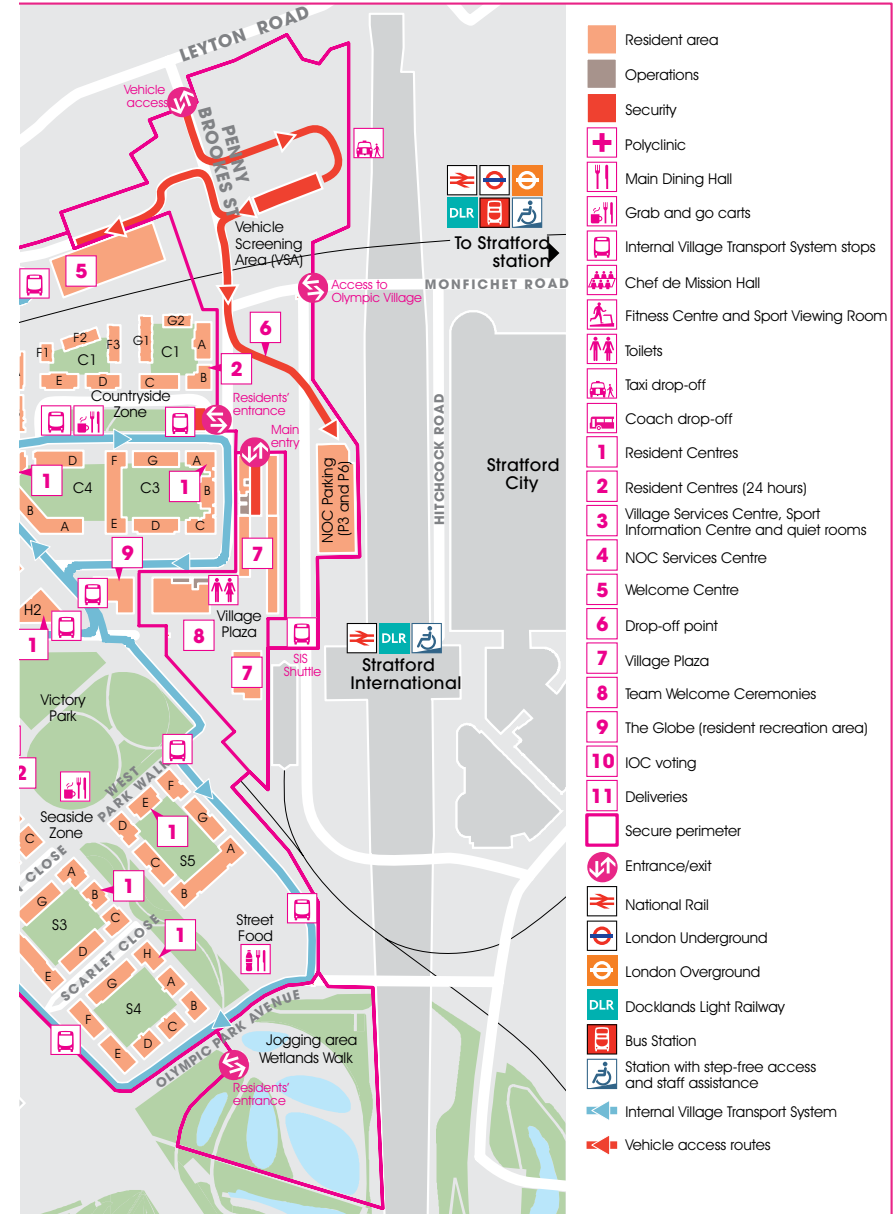 LEYTON ROAD
Vehicle
access
PENNY
BROOKES ST
Vehicle
Screening
Area (VSA)
DLR
To Stratford
station
Access to
Olympic Village
MONFICHET ROAD
5
6
G2
F2
F1
F3
G1
A
C1
C1
E
D
C
B
2
Countryside
Zone
Residents'
entrance
Main
entry
HITCHCOCK ROAD
Stratford
City
NOC Parking
(P3 and P6)
D
F
G
A
1
C4
C3
1
B
B
A
E
D
C
9
7
H2
1
8
Village
Plaza
7
SIS
Shuttle
DLR
Stratford
International
Victory
Park
2
WEST
PARK WALK
Seaside
Zone
F
E
G
D
1
C
S5
A
C
B
CLOSE
A
G
B
1
S3
C
D
E
SCARLET CLOSE
1
H
G
A
S4
B
F
C
D
E
Street
Food
OLYMPIC PARK AVENUE
Jogging area
Wetlands Walk
Residents'
entrance
Resident area
Operations
Security
Polyclinic
Main Dining Hall
Grab and go carts
Internal Village Transport System stops
Chef de Mission Hall
Fitness Centre and Sport Viewing Room
Toilets
Taxi drop-off
Coach drop-off
1 Resident Centres
2 Resident Centres (24 hours)
3 Village Services Centre, Sport
Information Centre and quiet rooms
4 NOC Services Centre
5 Welcome Centre
6 Drop-off point
7 Village Plaza
8 Team Welcome Ceremonies
9 The Globe (resident recreation area)
10 IOC voting
11 Deliveries
Secure perimeter
Entrance/exit
National Rail
London Underground
London Overground
DLR Docklands Light Railway
Bus Station
Station with step-free access
and staff assistance
Internal Village Transport System
Vehicle access routes